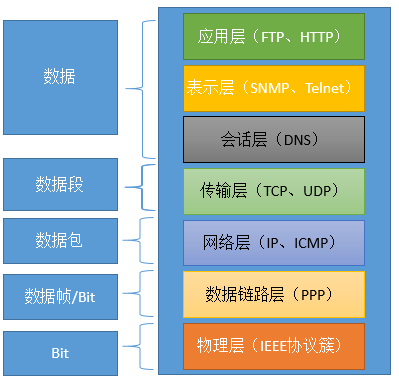 数据
数据段
数据包
数据帧/Bit
Bit
应用层（FTP、HTTP）
表示层（SNMP、Telnet）
会话层（DNS）
传输层（TCP、UDP）
网络层（IP、ICMP）
数据链路层（PPP）
物理层（IEEE协议簇）